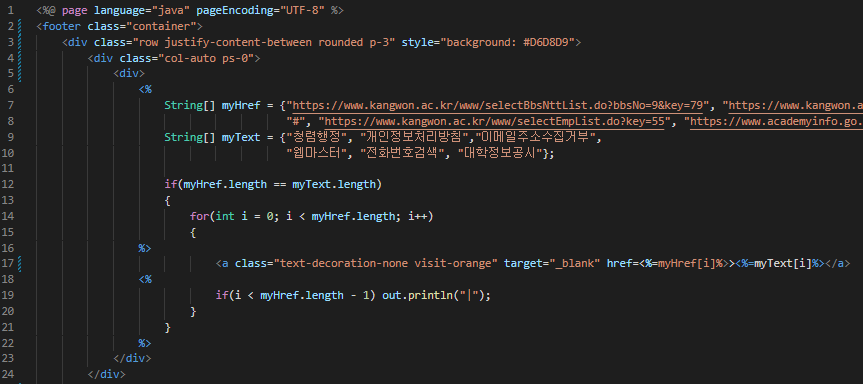 1 <%@ page language="java" pageEncoding="UTF-8" %>
2 <footer class="container">
3 <div class="row justify-content-between rounded p-3" style="background: #D6D8D9">
4 <div class="col-auto ps-0">
5 <div>
6 <%
7 String[] myHref = {"https://www.kangwon.ac.kr/www/selectBbsNttList.do?bbsNo=9&key=79", "https://www.kangwon.a
8 "#", "https://www.kangwon.ac.kr/www/selectEmpList.do?key=55", "https://www.academyinfo.go.
9 String[] myText = {"청렴행정", "개인정보처리방침","이메일주소수집거부",
10 "웹마스터", "전화번호검색", "대학정보공시"};
11
12 if(myHref.length == myText.length)
13 {
14 for(int i = 0; i < myHref.length; i++)
15 {
16 %>
17 <a class="text-decoration-none visit-orange" target="_blank" href=<%=myHref[i]%>><%=myText[i]%></a>
18 <%
19 if(i < myHref.length - 1) out.println("|");
20 }
21 }
22 %>
23 </div>
24 </div>